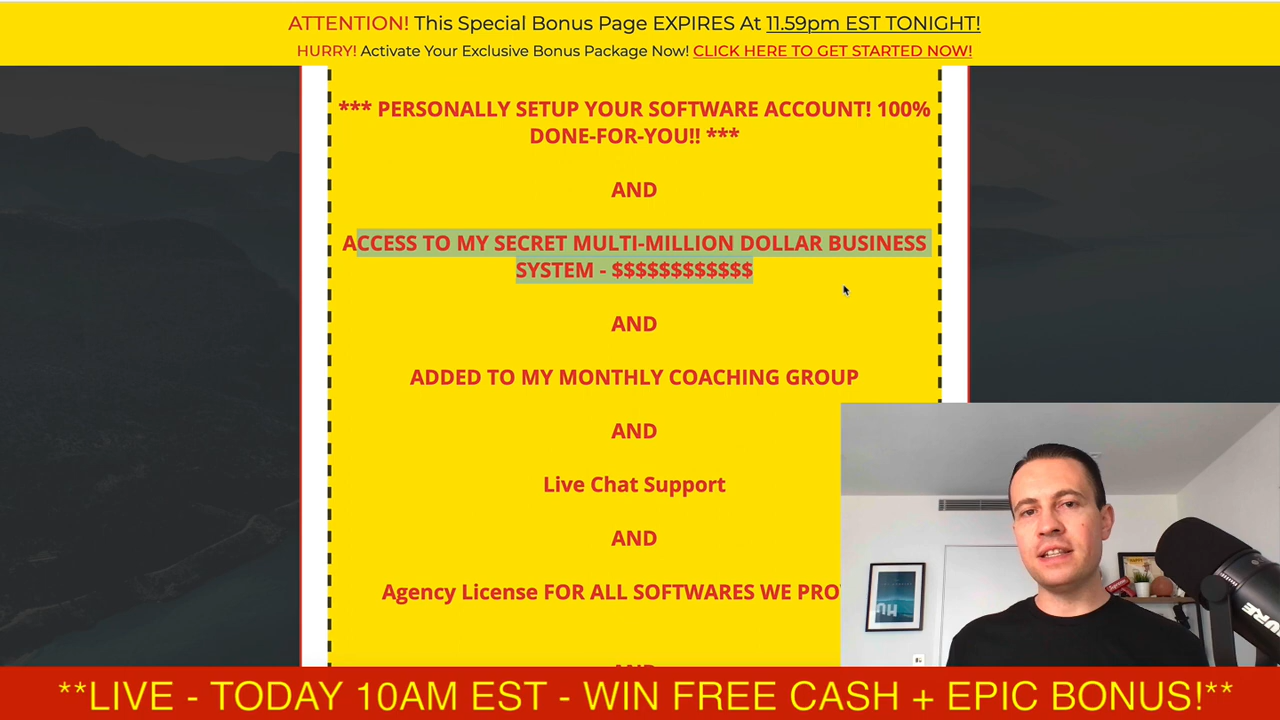 ATTENTION! This Special Bonus Page EXPIRES At 11.59pm EST TONIGHT!
HURRY! Activate Your Exclusive Bonus Package Now! CLICK HERE TO GET STARTED NOW!
*** PERSONALLY SETUP YOUR SOFTWARE ACCOUNT! 100%
DONE-FOR-YOU!! ***
AND
ACCESS TO MY SECRET MULTI-MILLION DOLLAR BUSINESS
SYSTEM - $$$$$$$$$$$$
AND
ADDED TO MY MONTHLY COACHING GROUP
AND
Live Chat Support
AND
Agency License FOR ALL SOFTWARES WE
**LIVE - TODAY 10AM EST - WIN FREE CASH + EPIC BONUS!**